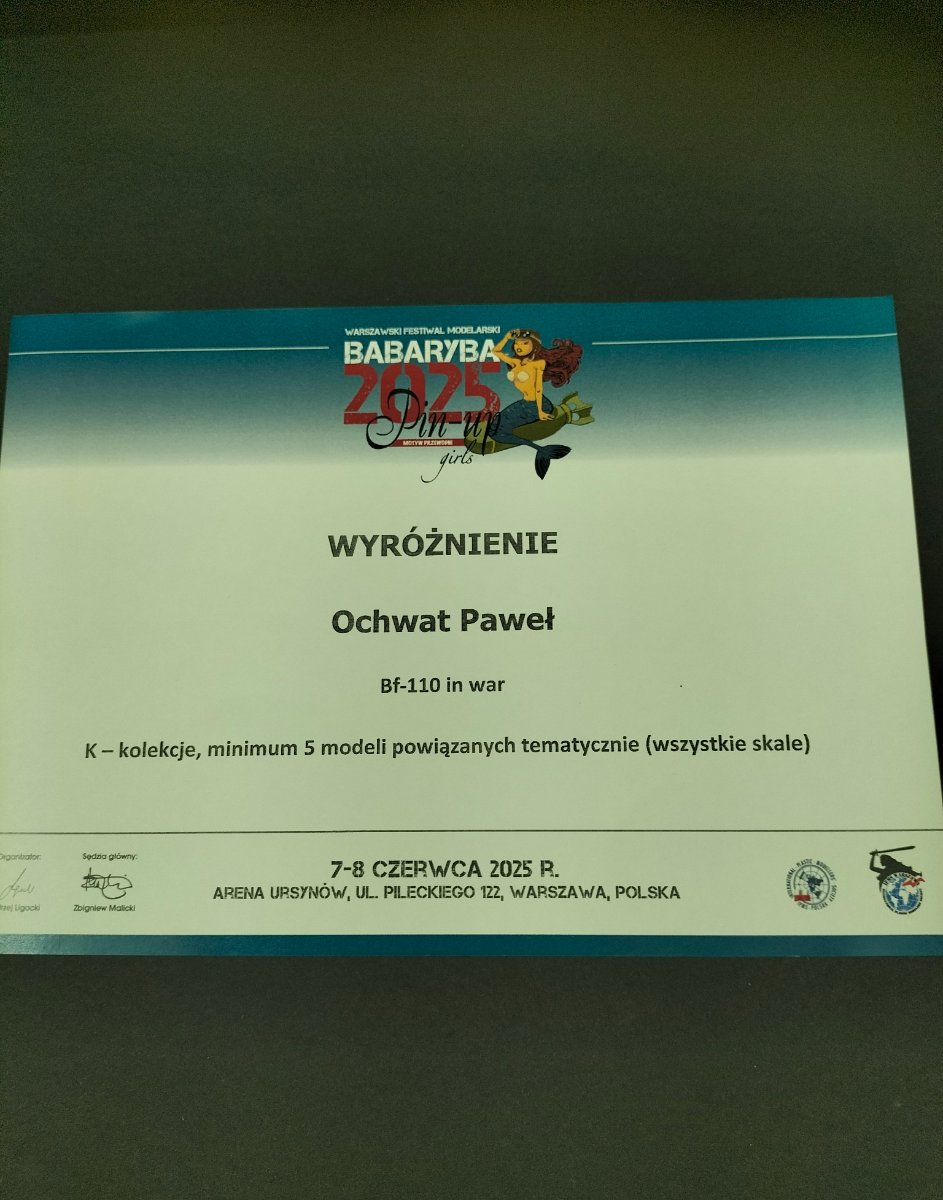 WARSZAWSKI FESTIWAL MODELARSKI
BABARYBA
2025
Pin-up
MOTYW PRZEWODNI
girls
WYRÓŻNIENIE
Ochwat Paweł
Bf-110 in war
K – kolekcje, minimum 5 modeli powiązanych tematycznie (wszystkie skale)
Organizator:
rzej Ligocki
Sędzia główny:
Zbigniew Malicki
7-8 CZERWCA 2025 R.
ARENA URSYNÓW, UL. PILECKIEGO 122, WARSZAWA, POLSKA